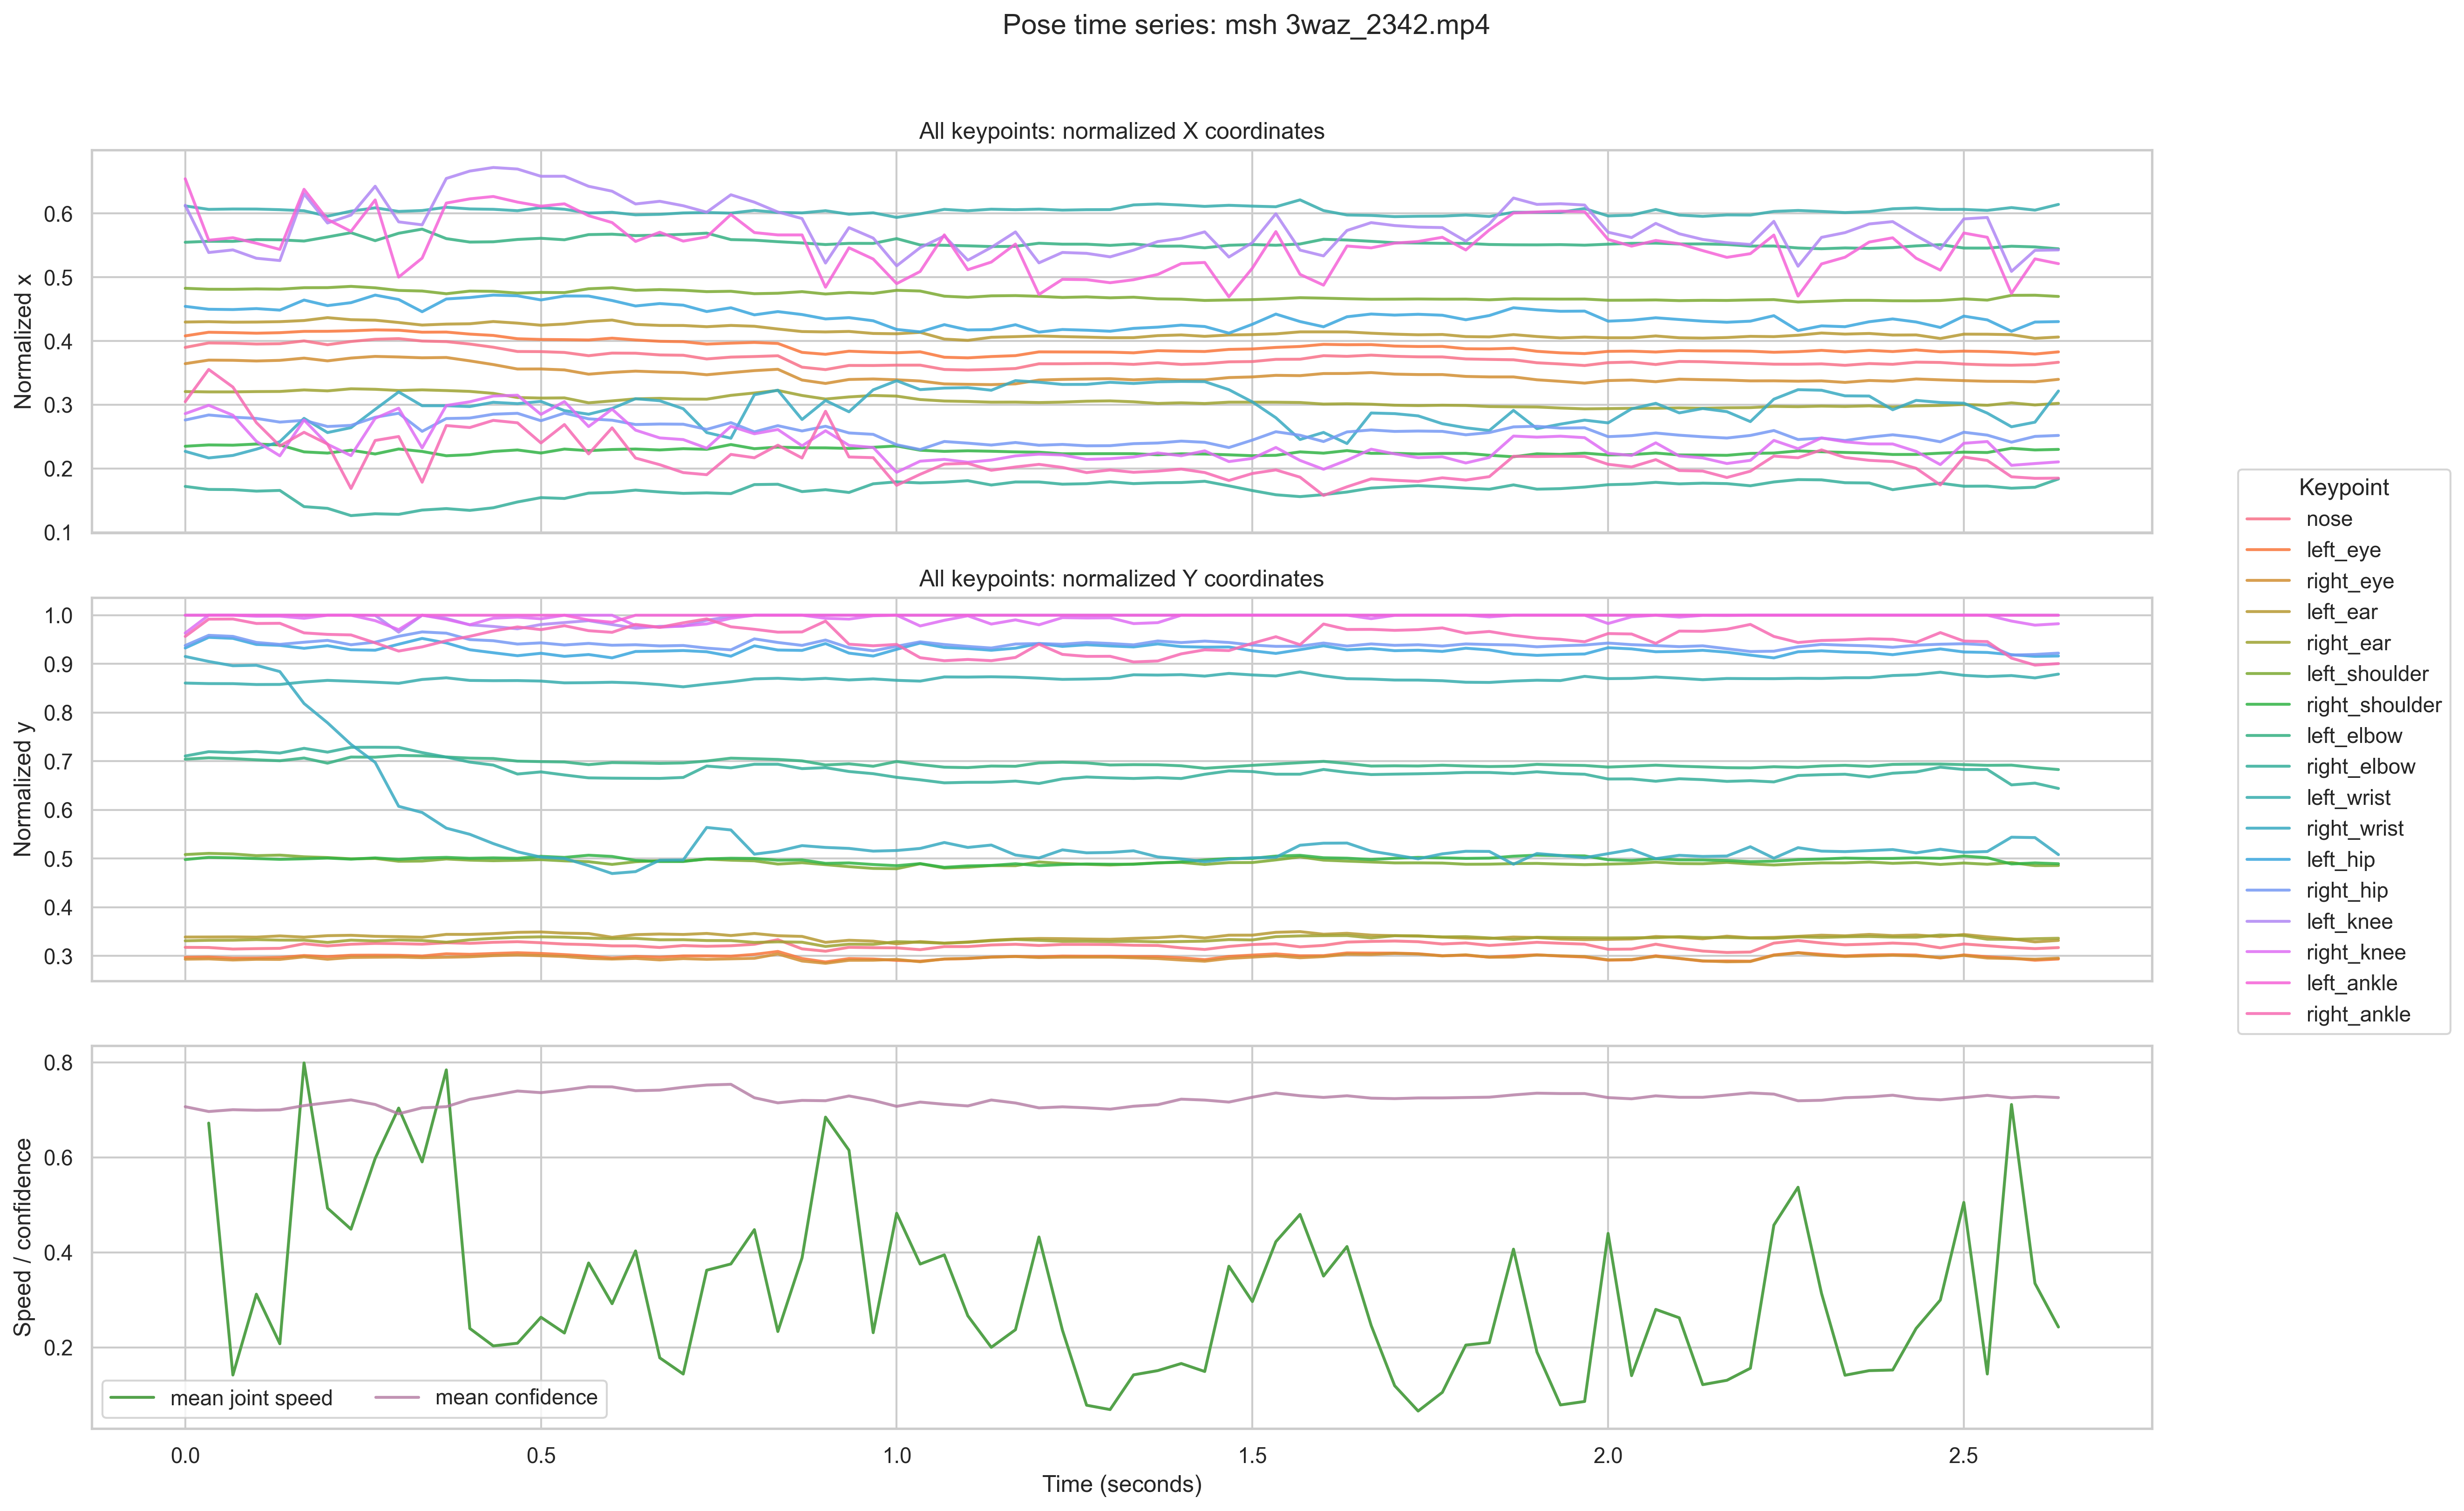 Pose time series: msh 3waz_2342.mp4
All keypoints: normalized X coordinates
Normalized x
0.6
0.5
0.4
0.3
0.2
0.1
All keypoints: normalized Y coordinates
Normalized y
1.0
0.9
0.8
0.7
0.6
0.5
0.4
0.3
Keypoint
nose
left_eye
right_eye
left_ear
right_ear
left_shoulder
right_shoulder
left_elbow
right_elbow
left_wrist
right_wrist
left_hip
right_hip
left_knee
right_knee
left_ankle
right_ankle
Speed / confidence
0.8
0.6
0.4
0.2
mean joint speed
mean confidence
0.0
0.5
1.0
1.5
2.0
2.5
Time (seconds)